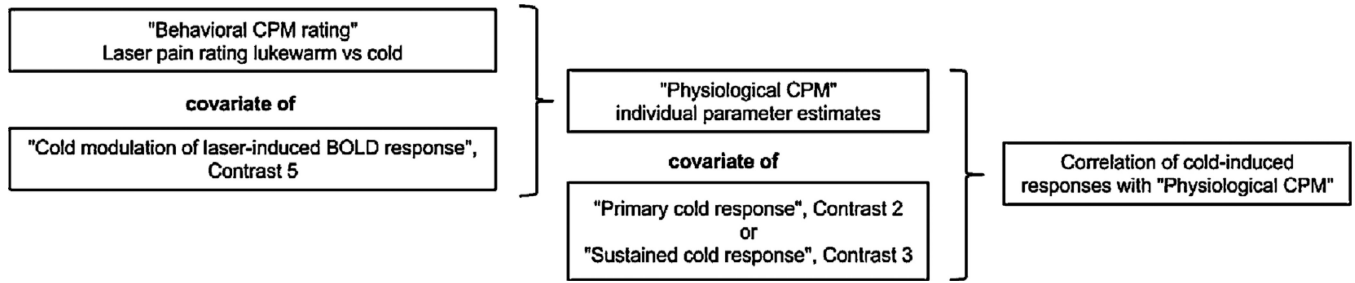 "Behavioral CPM rating"
Laser pain rating lukewarm vs cold
covariate of
"Cold modulation of laser-induced BOLD response",
Contrast 5
"Physiological CPM"
individual parameter estimates
covariate of
"Primary cold response", Contrast 2
or
"Sustained cold response", Contrast 3
Correlation of cold-induced
responses with "Physiological CPM"